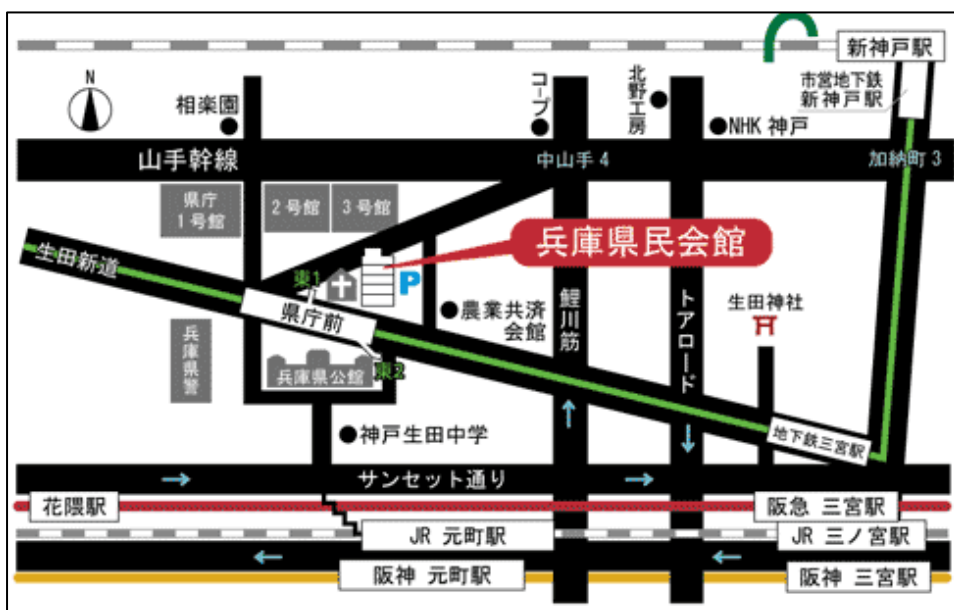 新神戸駅
N
市営地下鉄
新神戸駅
相楽園
コープ
北野工房
NHK 神戸
山手幹線
中山手 4
加納町 3
県庁
1号館
2号館
3号館
兵庫県民会館
生田新道
東1
P
県庁前
農業共済
会館
鯉川筋
トアロード
生田神社
兵庫県警
兵庫県公館
東2
神戸生田中学
地下鉄三宮駅
サンセット通り
花隈駅
阪急 三宮駅
JR 元町駅
JR 三ノ宮駅
阪神 元町駅
阪神 三宮駅